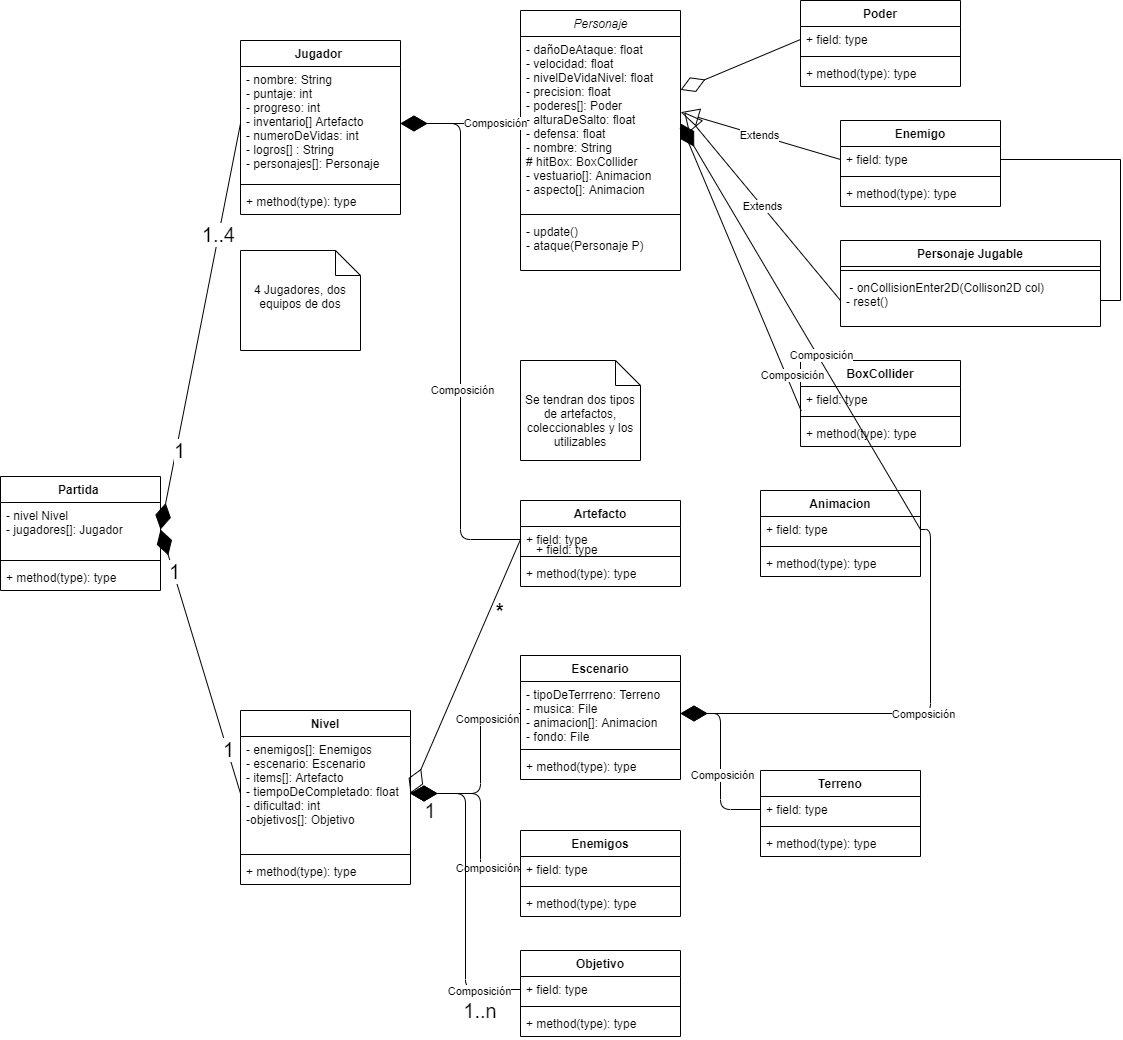 Jugador
- nombre: String
- puntaje: int
- progreso: int
- inventario[] Artefacto
- numeroDeVidas: int
- logros[] : String
- personajes[]: Personaje
+ method(type): type
Personaje
- dañoDeAtaque: float
- velocidad: float
- nivelDeVidaNivel: float
- precision: float
- poderes[]: Poder
- alturaDeSalto: float
- defensa: float
- nombre: String
# hitBox: BoxCollider
- vestuario[]: Animacion
- aspecto[]: Animacion
- update()
- ataque(Personaje P)
Poder
+ field: type
+ method(type): type
Enemigo
+ field: type
+ method(type): type
Personaje Jugable
- onCollisionEnter2D(Collison2D col)
- reset()
Composición
Extends
Extends
1..4
4 Jugadores, dos
equipos de dos
Composición
Se tendran dos tipos
de artefactos,
coleccionables y los
utilizables
Composición
Composición
BoxCollider
+ field: type
+ method(type): type
1
Partida
- nivel Nivel
- jugadores[]: Jugador
+ method(type): type
1
Artefacto
+ field: type
+ field: type
+ method(type): type
Animacion
+ field: type
+ method(type): type
*
Escenario
- tipoDeTerrreno: Terreno
- musica: File
- animacion[]: Animacion
- fondo: File
+ method(type): type
Composición
Composición
Composición
1
Nivel
- enemigos[]: Enemigos
- escenario: Escenario
- items[]: Artefacto
- tiempoDeCompletado: float
- dificultad: int
-objetivos[]: Objetivo
+ method(type): type
1
Terreno
+ field: type
+ method(type): type
Enemigos
+ field: type
+ method(type): type
Composición
Objetivo
+ field: type
+ method(type): type
Composición
1..n